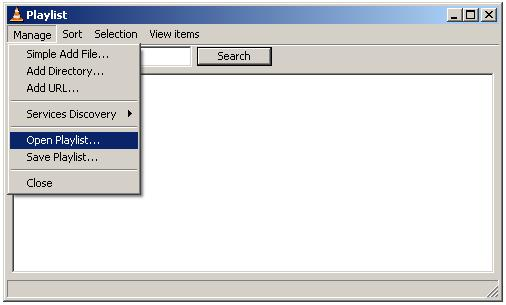 Playlist
Manage Sort Selection View items
Simple Add File...
Search
Add Directory...
Add URL...
Services Discovery
Open Playlist...
Save Playlist...
Close